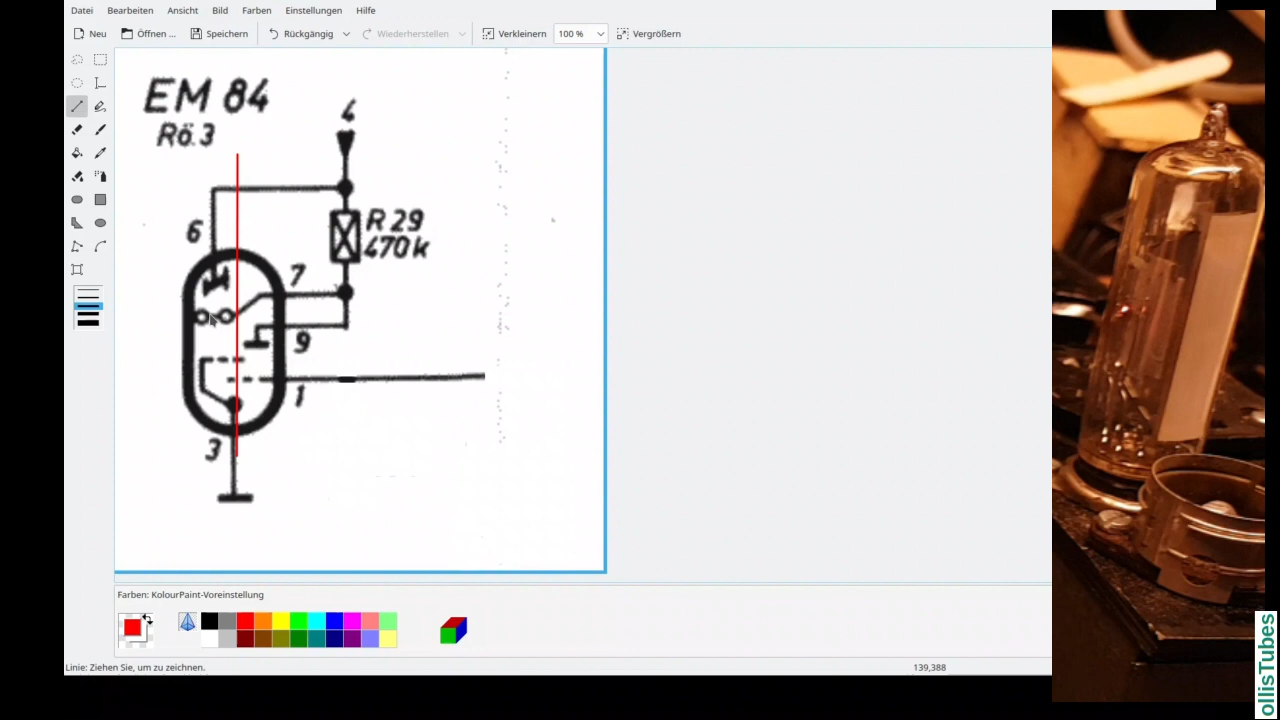 Datei Bearbeiten Ansicht Bild Farben Einstellungen Hilfe
Neu Öffnen ... Speichern Rückgängig Wiederherstellen Verkleinern 100 % Vergrößern
EM 84
Rö.3
4
6
R 29
470k
7
9
1
3
Farben: KolourPaint-Voreinstellung
Linie: Ziehen Sie, um zu zeichnen.
139,388
ollisTubes